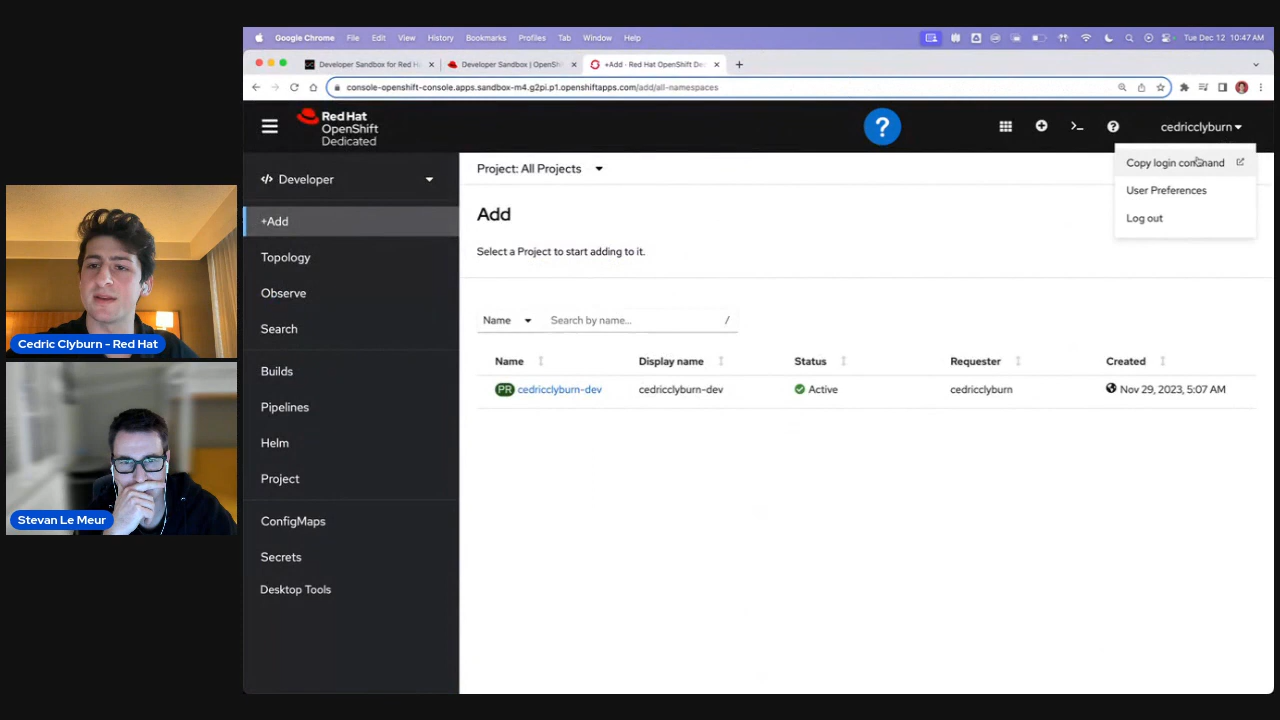 Google Chrome File Edit View History Bookmarks Profiles Tab Window Help Tue Dec 12 10:47 AM
Developer Sandbox for Red H Developer Sandbox | OpenShi +Add · Red Hat OpenShift De
console-openshift-console.apps.sandbox-m4.g2pi.p1.openshiftapps.com/add/all-namespaces
Red Hat
OpenShift
Dedicated
cedricclyburn
Copy login command
User Preferences
Log out
Developer
+Add
Topology
Observe
Search
Builds
Pipelines
Helm
Project
ConfigMaps
Secrets
Desktop Tools
Project: All Projects
Add
Select a Project to start adding to it.
Name Search by name... /
Name Display name Status Requester Created
PR cedricclyburn-dev cedricclyburn-dev Active cedricclyburn Nov 29, 2023, 5:07 AM
Cedric Clyburn - Red Hat
Stevan Le Meur